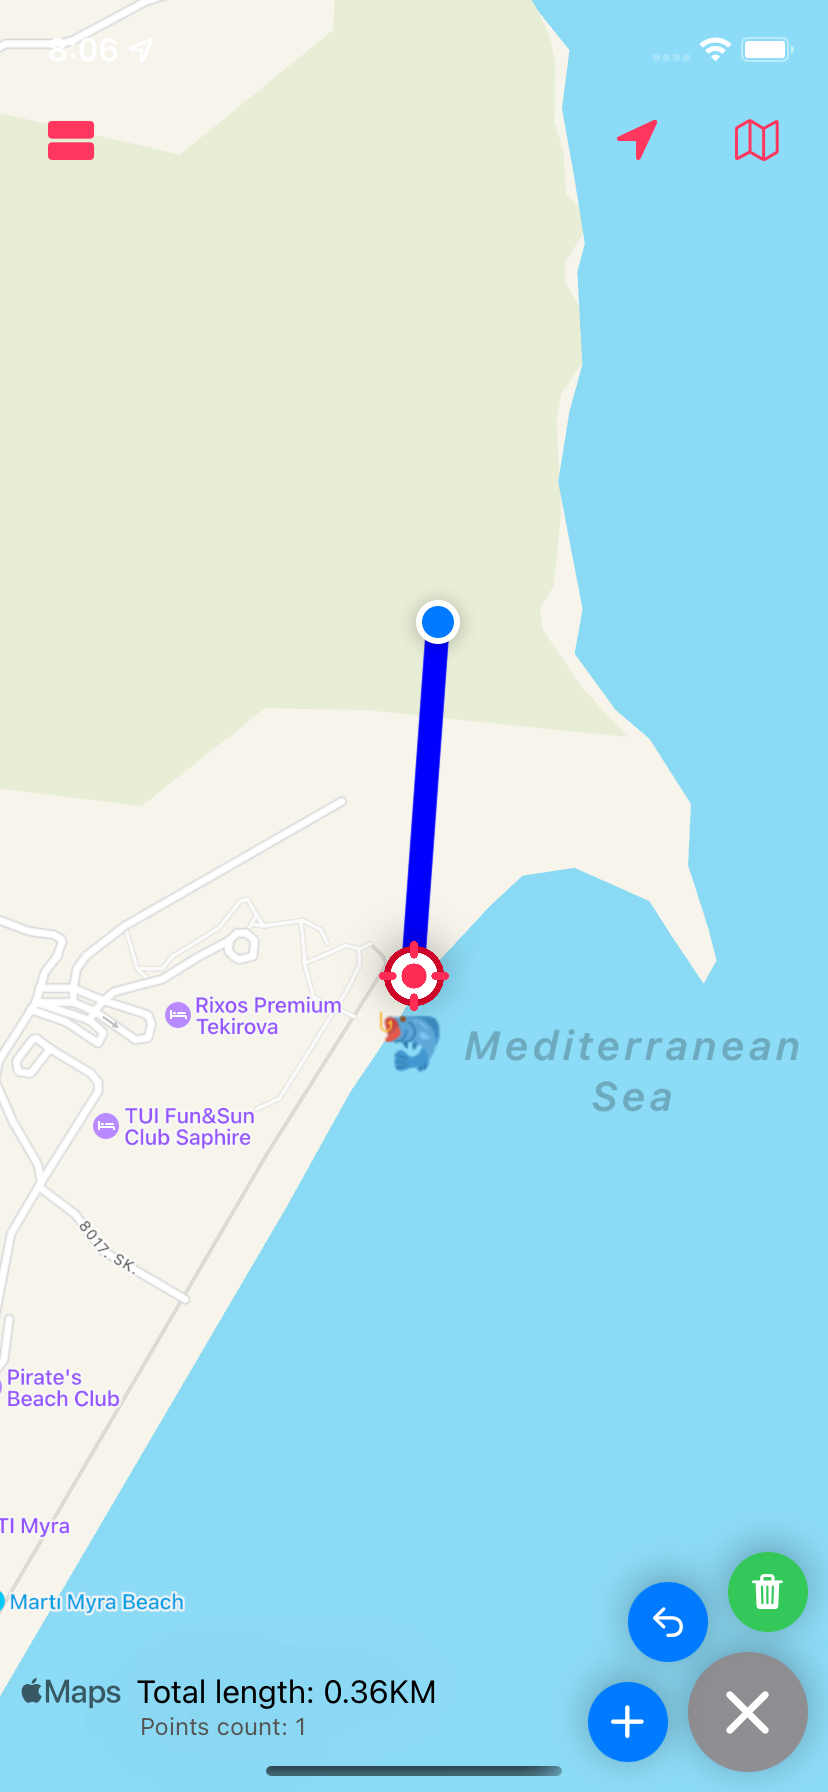 8:06
Rixos Premium
Tekirova
Mediterranean
Sea
TUI Fun&Sun
Club Saphire
8017. SK.
Pirate's
Beach Club
TI Myra
Martı Myra Beach
Maps
Total length: 0.36KM
Points count: 1